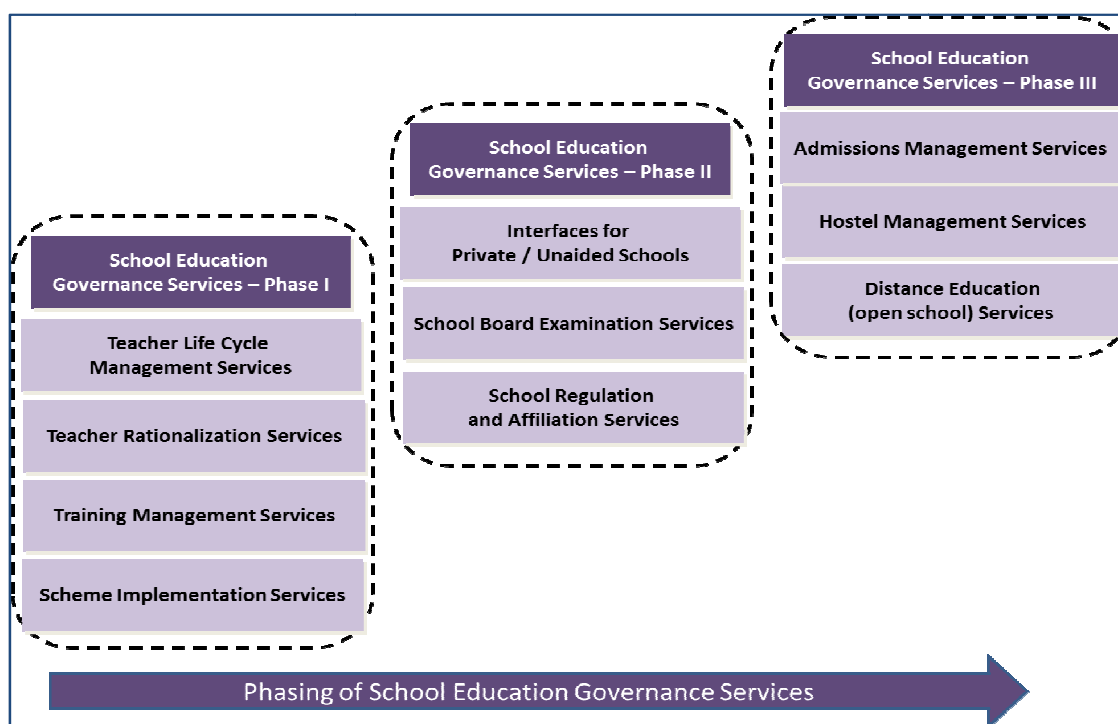 School Education
Governance Services – Phase I
Teacher Life Cycle
Management Services
Teacher Rationalization Services
Training Management Services
Scheme Implementation Services
School Education
Governance Services – Phase II
Interfaces for
Private / Unaided Schools
School Board Examination Services
School Regulation
and Affiliation Services
School Education
Governance Services – Phase III
Admissions Management Services
Hostel Management Services
Distance Education
(open school) Services
Phasing of School Education Governance Services